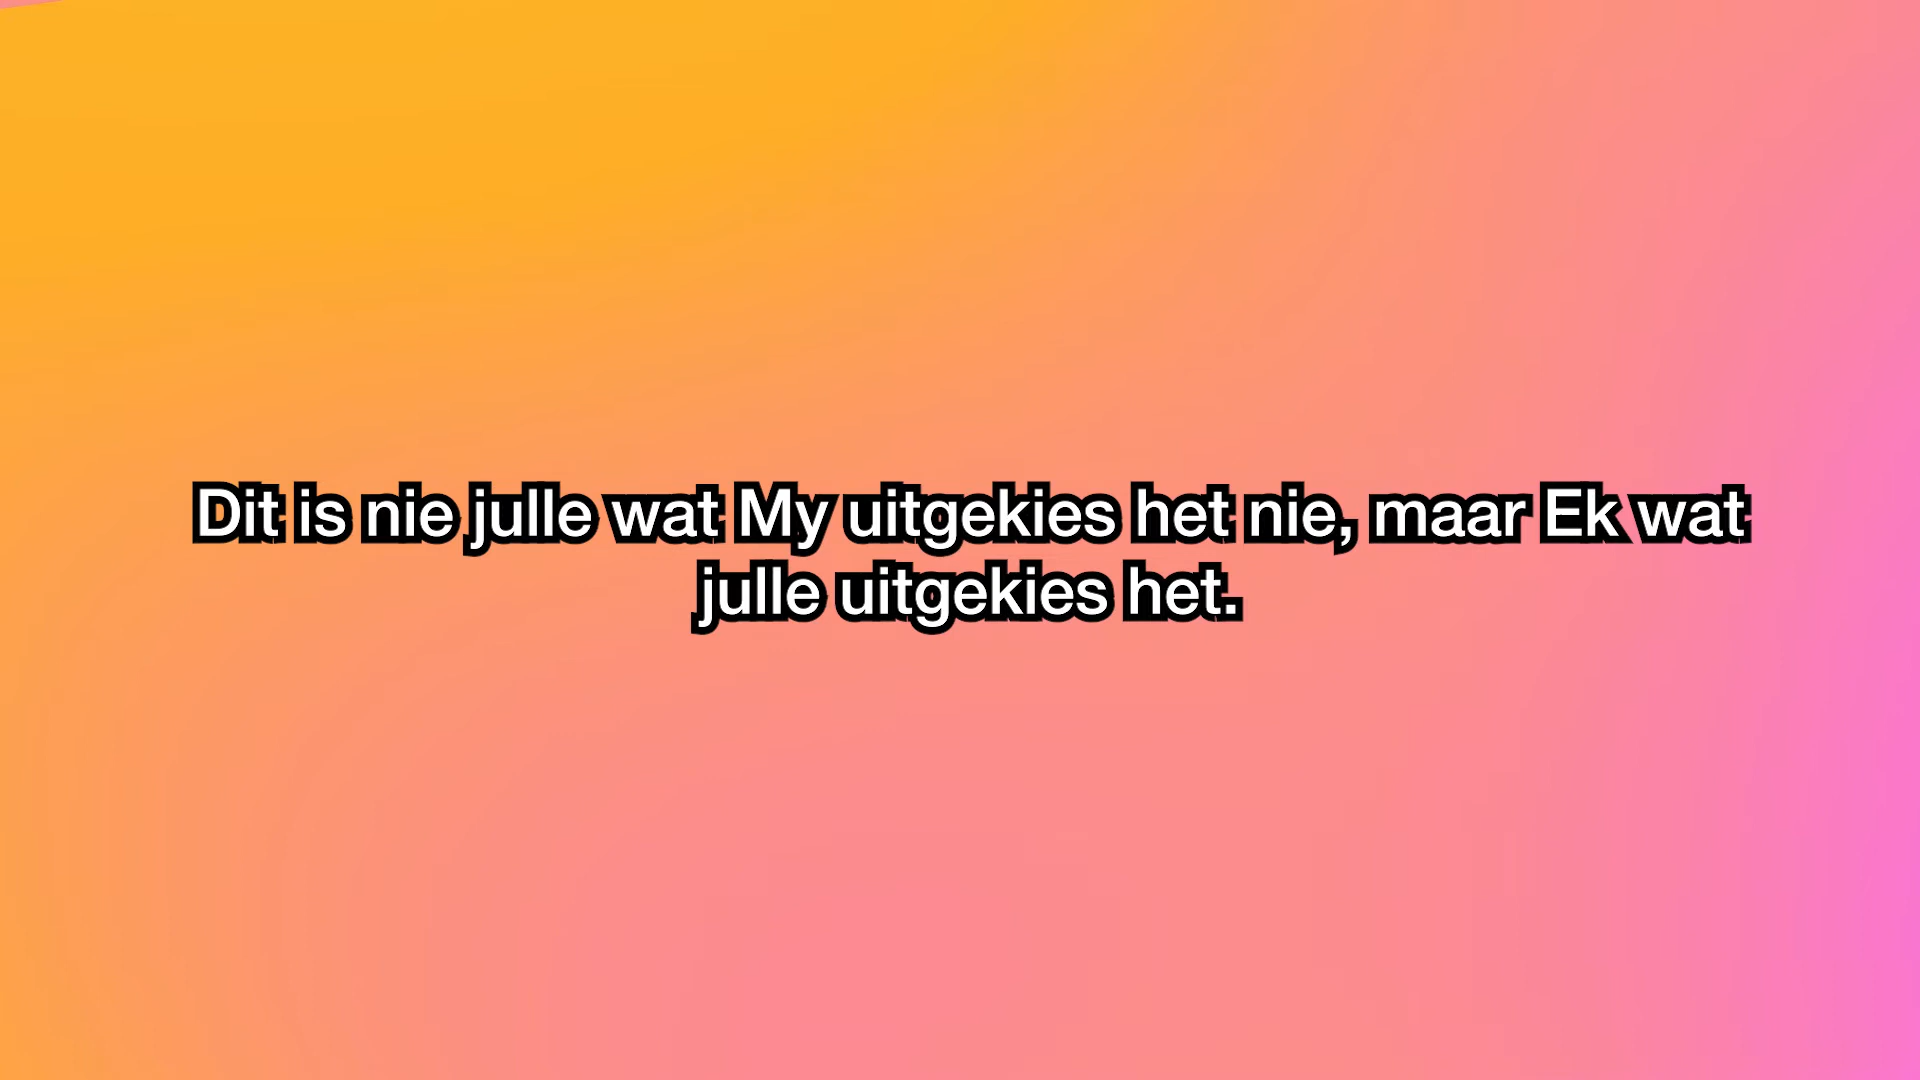 Dit is nie julle wat My uitgekies het nie, maar Ek wat
julle uitgekies het.